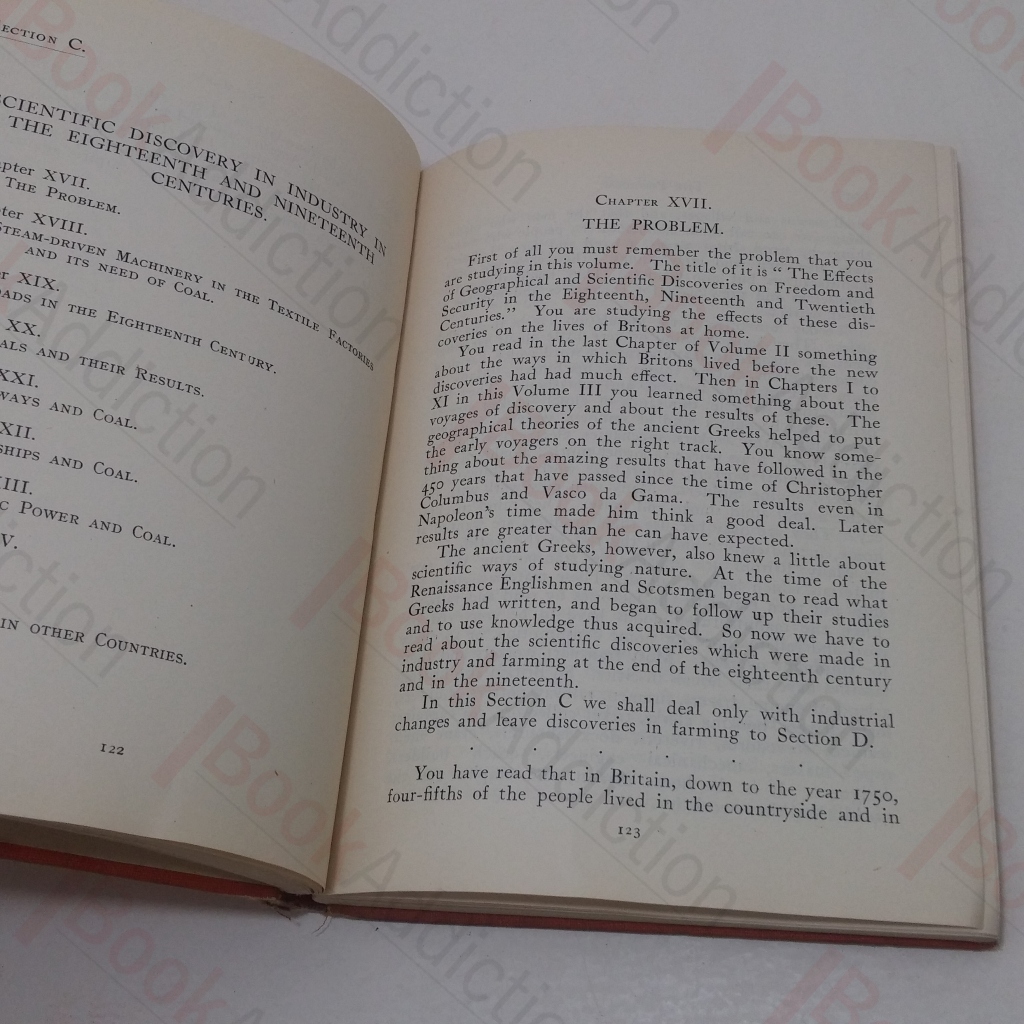 ECTION C.
SCIENTIFIC DISCOVERY IN INDUSTRY IN
THE EIGHTEENTH AND NINETEENTH
CENTURIES.
pter XVII.
THE PROBLEM.
ter XVIII.
STEAM-DRIVEN MACHINERY IN THE TEXTILE FACTORIES
AND ITS NEED OF COAL.
er XIX.
OADS IN THE EIGHTEENTH CENTURY.
XX.
ALS AND THEIR RESULTS.
XXI.
WAYS AND COAL.
XII.
SHIPS AND COAL.
XIII.
IC POWER AND COAL.
V.
IN OTHER COUNTRIES.
122
CHAPTER XVII.
THE PROBLEM.
First of all you must remember the problem that you
are studying in this volume. The title of it is “ The Effects
of Geographical and Scientific Discoveries on Freedom and
Security in the Eighteenth, Nineteenth and Twentieth
Centuries.” You are studying the effects of these dis-
coveries on the lives of Britons at home.
You read in the last Chapter of Volume II something
about the ways in which Britons lived before the new
discoveries had had much effect. Then in Chapters I to
XI in this Volume III you learned something about the
voyages of discovery and about the results of these. The
geographical theories of the ancient Greeks helped to put
the early voyagers on the right track. You know some-
thing about the amazing results that have followed in the
450 years that have passed since the time of Christopher
Columbus and Vasco da Gama. The results even in
Napoleon's time made him think a good deal. Later
results are greater than he can have expected.
The ancient Greeks, however, also knew a little about
scientific ways of studying nature. At the time of the
Renaissance Englishmen and Scotsmen began to read what
Greeks had written, and began to follow up their studies
and to use knowledge thus acquired. So now we have to
read about the scientific discoveries which were made in
industry and farming at the end of the eighteenth century
and in the nineteenth.
In this Section C we shall deal only with industrial
changes and leave discoveries in farming to Section D.
. . . . . .
You have read that in Britain, down to the year 1750,
four-fifths of the people lived in the countryside and in
123
BookAddiction